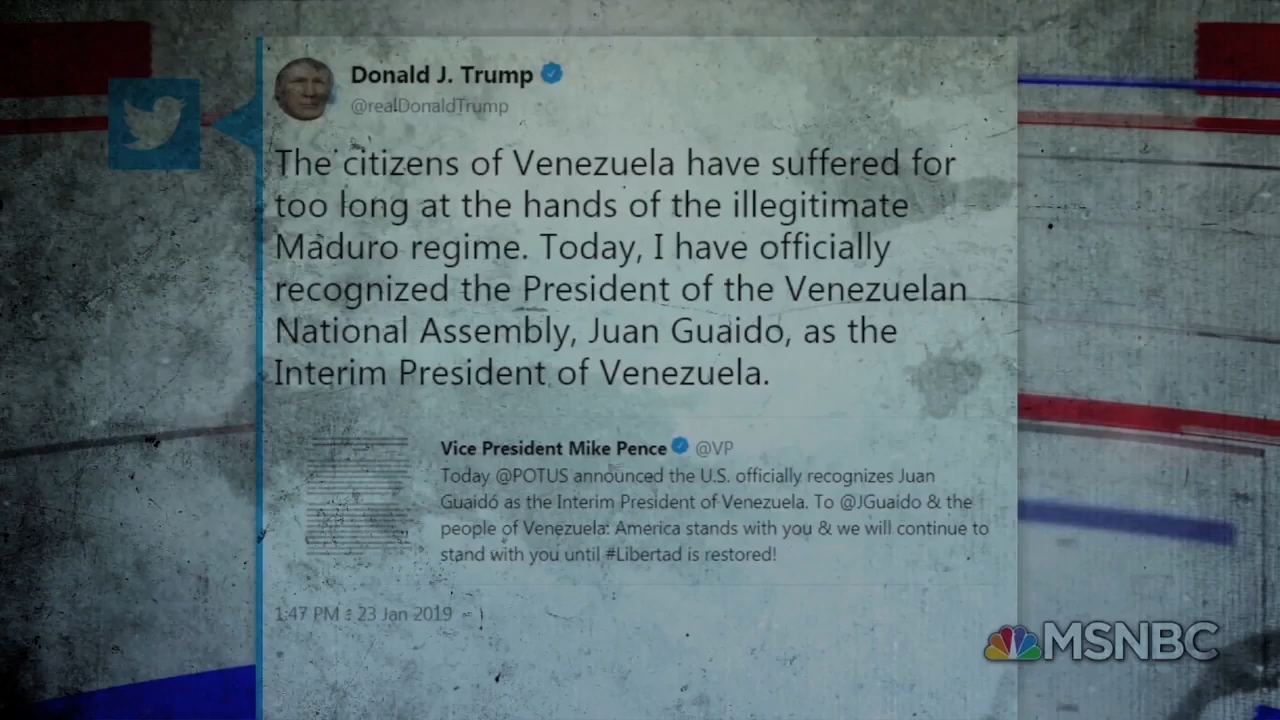 Donald J. Trump
@realDonaldTrump
The citizens of Venezuela have suffered for
too long at the hands of the illegitimate
Maduro regime. Today, I have officially
recognized the President of the Venezuelan
National Assembly, Juan Guaido, as the
Interim President of Venezuela.
Vice President Mike Pence @VP
Today @POTUS announced the U.S. officially recognizes Juan
Guaidó as the Interim President of Venezuela. To @JGuaido & the
people of Venezuela: America stands with you & we will continue to
stand with you until #Libertad is restored!
1:47 PM : 23 Jan 2019
MSNBC